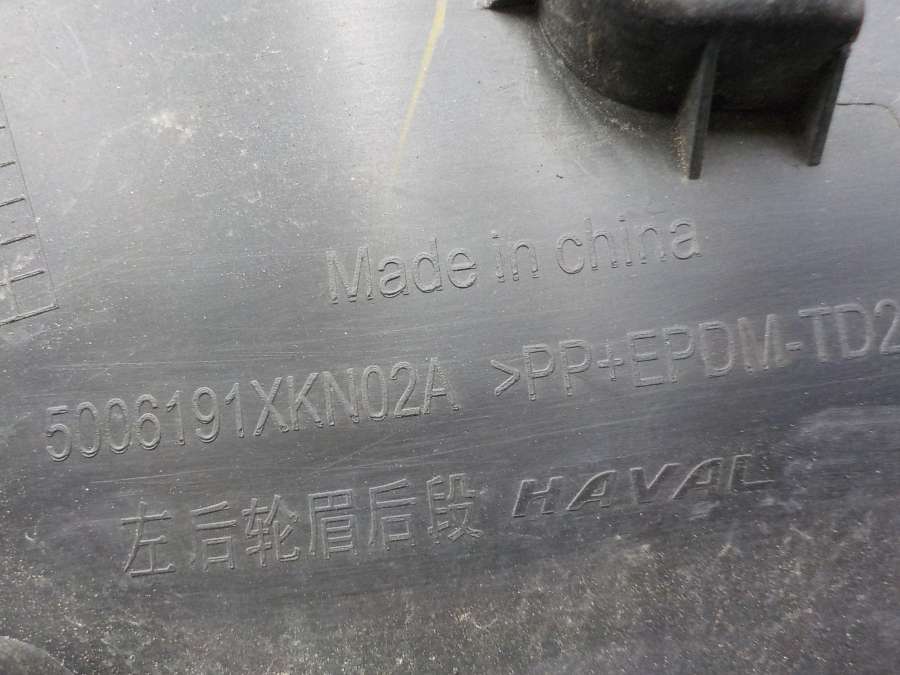 Made in china
5006191XKN02A >PP+EPDM-TD2
左后轮眉后段 HAVAL